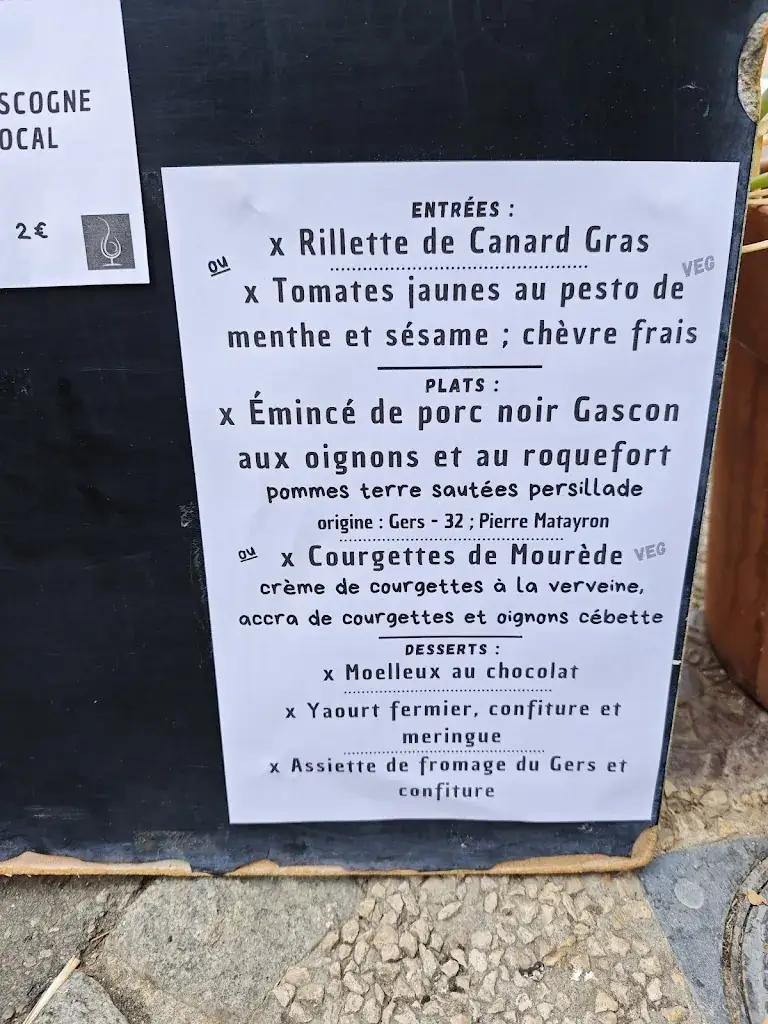 SCOGNE
OCAL
2€
ENTRÉES :
x Rillette de Canard Gras
ou
VEG
x Tomates jaunes au pesto de
menthe et sésame ; chèvre frais
PLATS :
x Émincé de porc noir Gascon
aux oignons et au roquefort
pommes terre sautées persillade
origine : Gers - 32 ; Pierre Matayron
ou x Courgettes de Mourède VEG
crème de courgettes à la verveine,
accra de courgettes et oignons cébette
DESSERTS :
x Moelleux au chocolat
x Yaourt fermier, confiture et
meringue
x Assiette de fromage du Gers et
confiture